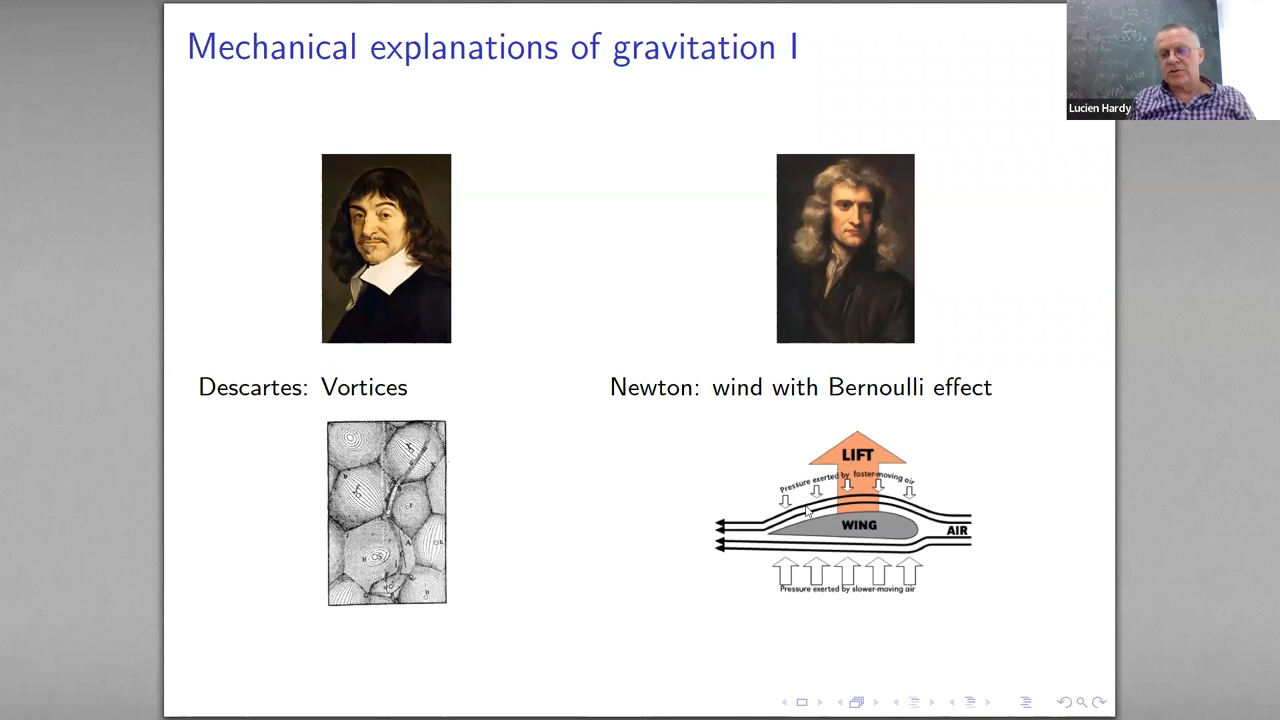 Mechanical explanations of gravitation I
Lucien Hardy
Descartes: Vortices
Newton: wind with Bernoulli effect
LIFT
Pressure exerted by foster-moving air
WING
AIR
Pressure exerted by slower-moving air